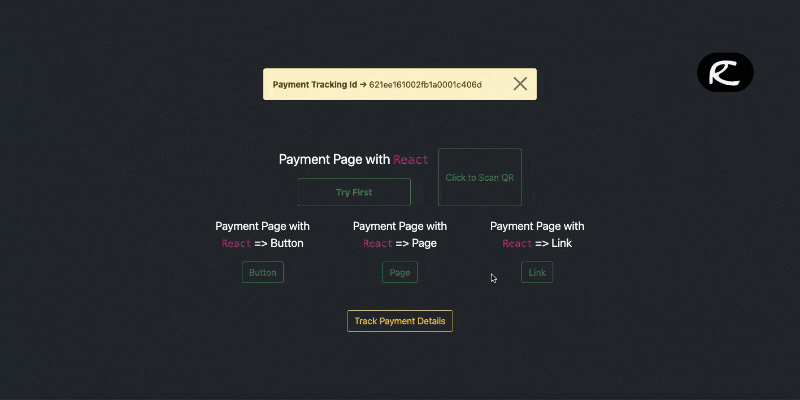 Payment Tracking Id → 621ee161002fb1a0001c406d
Payment Page with React
Click to Scan QR
Try First
Payment Page with
React => Button
Payment Page with
React => Page
Payment Page with
React => Link
Button
Page
Link
Track Payment Details